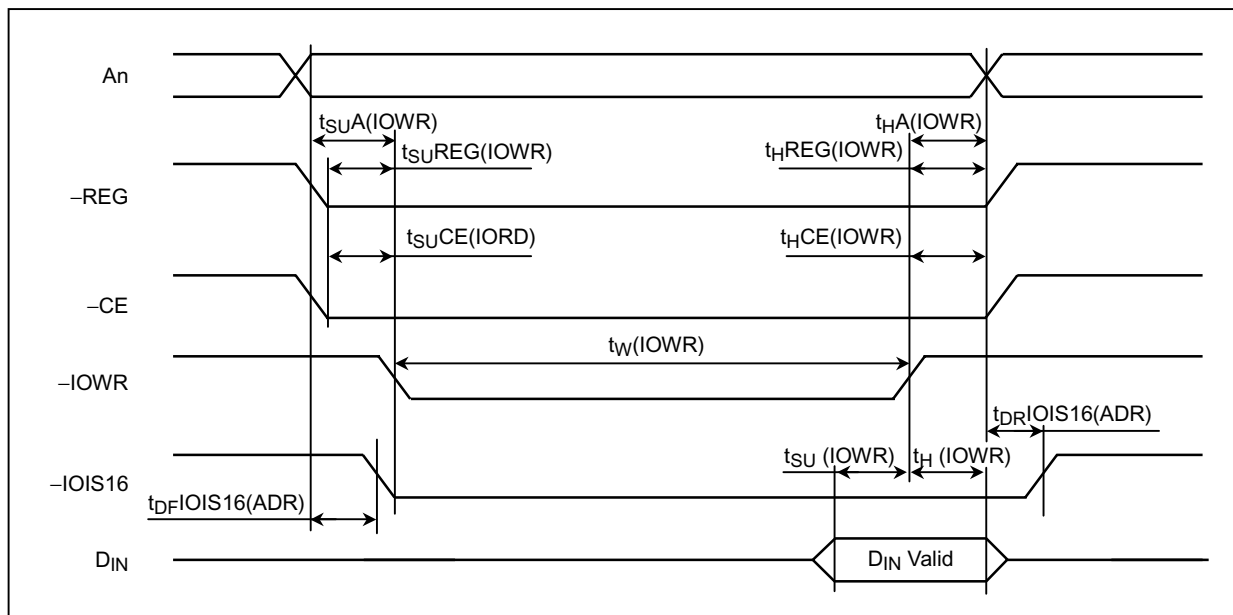 An
tSUA(IOWR)
tHA(IOWR)
tSUREG(IOWR)
tHREG(IOWR)
–REG
tSUCE(IORD)
tHCE(IOWR)
–CE
tW(IOWR)
–IOWR
tDRIOIS16(ADR)
tSU (IOWR)
tH (IOWR)
–IOIS16
tDFIOIS16(ADR)
DIN
DIN Valid